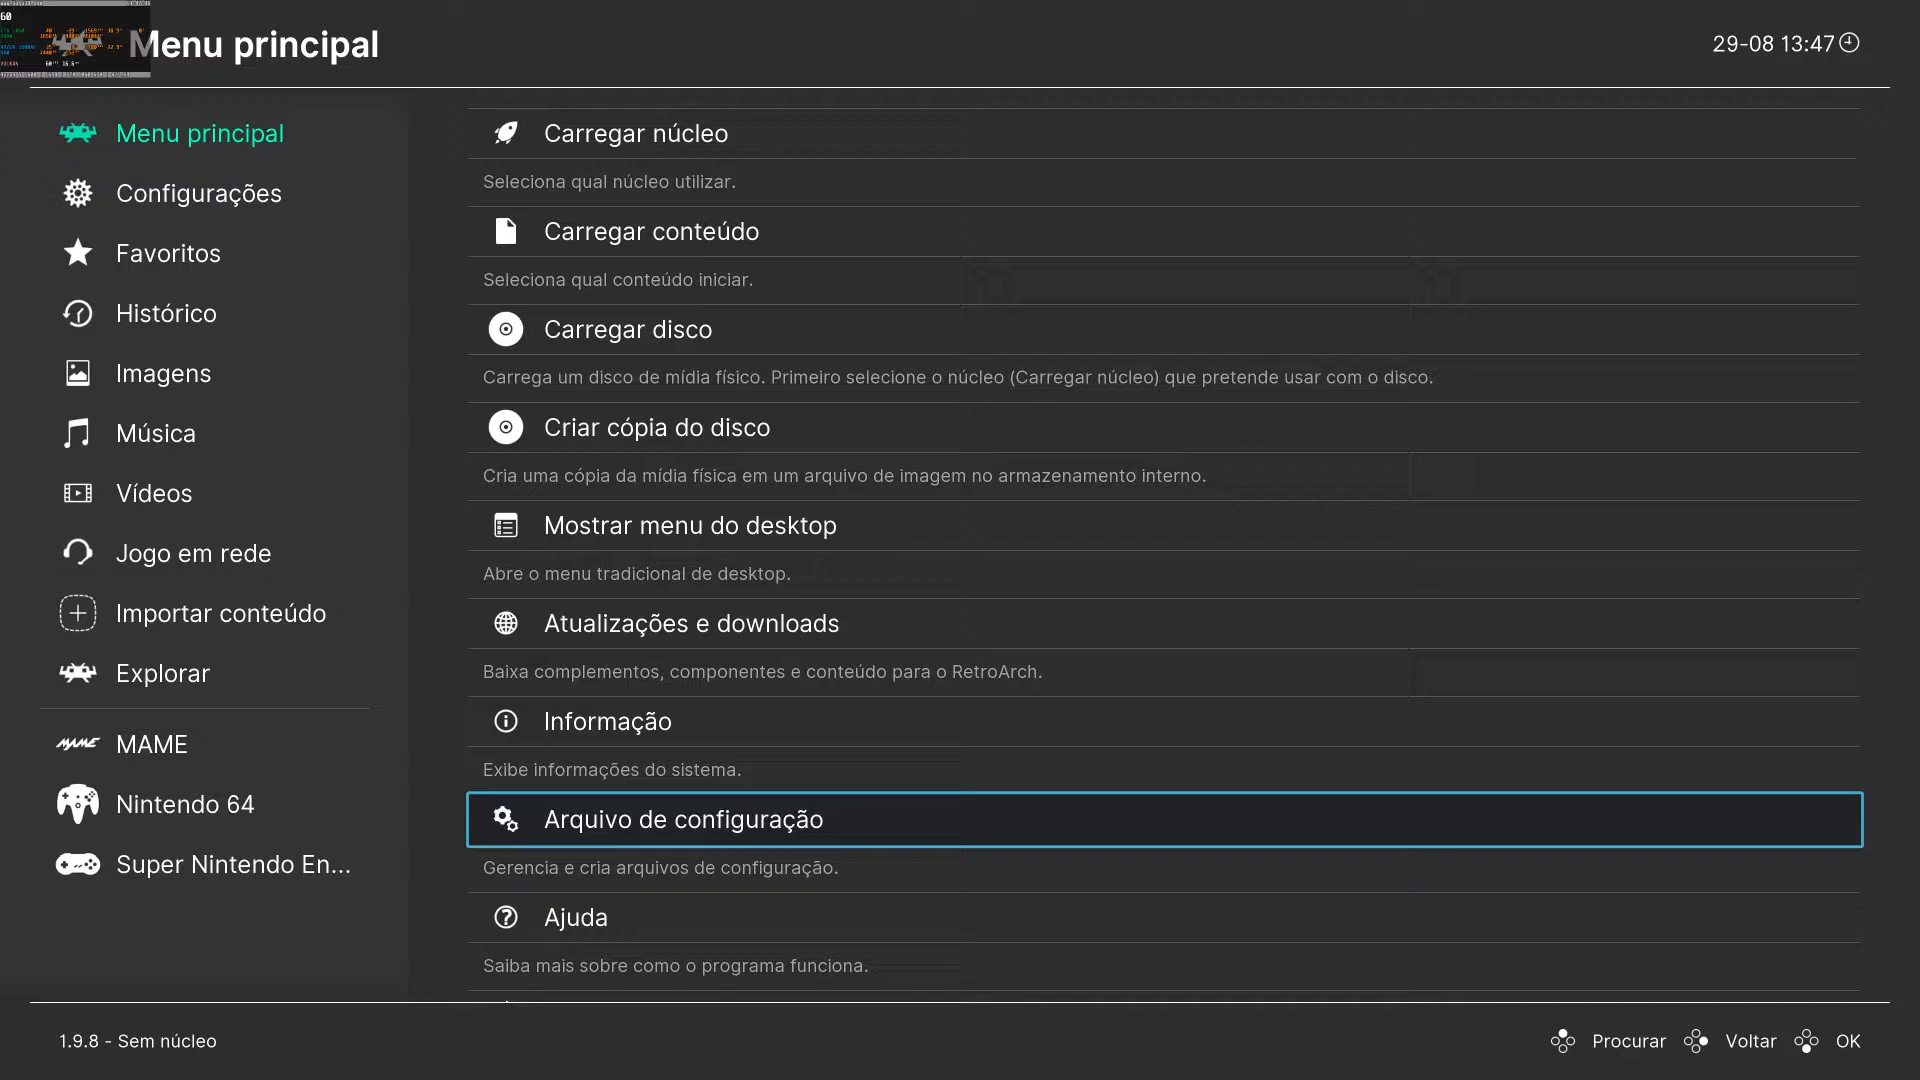 60
Menu principal
29-08 13:47
Menu principal
Configurações
Favoritos
Histórico
Imagens
Música
Vídeos
Jogo em rede
Importar conteúdo
Explorar
MAME
MAME
Nintendo 64
Super Nintendo En...
Carregar núcleo
Seleciona qual núcleo utilizar.
Carregar conteúdo
Seleciona qual conteúdo iniciar.
Carregar disco
Carrega um disco de mídia físico. Primeiro selecione o núcleo (Carregar núcleo) que pretende usar com o disco.
Criar cópia do disco
Cria uma cópia da mídia física em um arquivo de imagem no armazenamento interno.
Mostrar menu do desktop
Abre o menu tradicional de desktop.
Atualizações e downloads
Baixa complementos, componentes e conteúdo para o RetroArch.
Informação
Exibe informações do sistema.
Arquivo de configuração
Gerencia e cria arquivos de configuração.
Ajuda
Saiba mais sobre como o programa funciona.
1.9.8 - Sem núcleo
Procurar
Voltar
OK